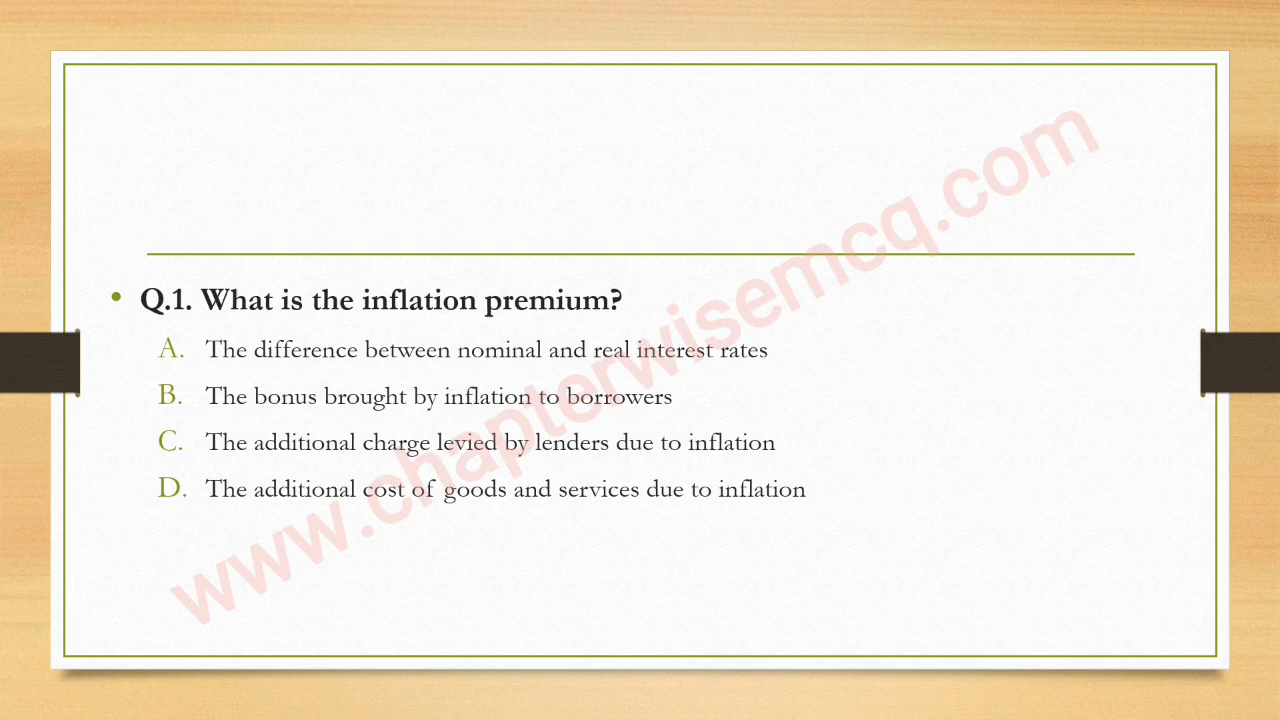 • Q.1. What is the inflation premium?
A. The difference between nominal and real interest rates
B. The bonus brought by inflation to borrowers
C. The additional charge levied by lenders due to inflation
D. The additional cost of goods and services due to inflation
www.chapterwisemcq.com